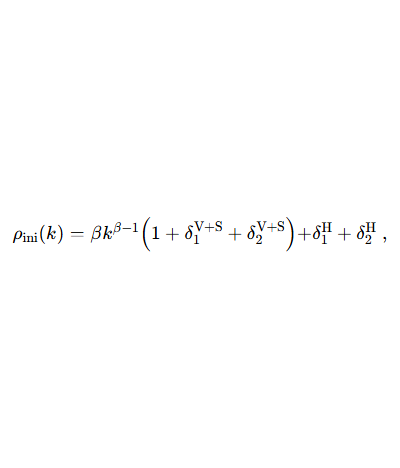 ρ_ini(k) = βk^{β−1}(1 + δ_1^{V+S} + δ_2^{V+S})+δ_1^H + δ_2^H ,